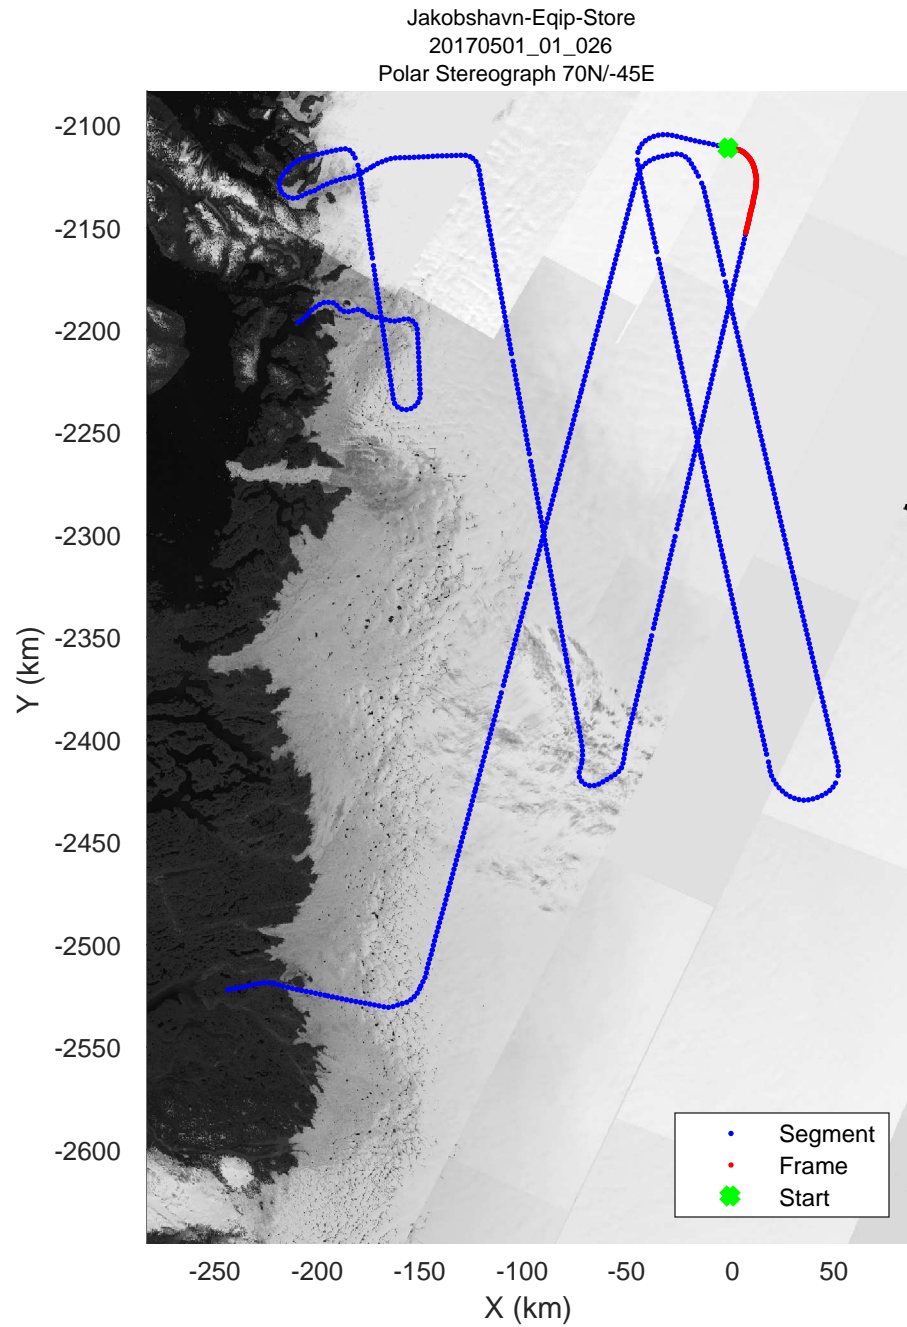 Jakobshavn-Eqip-Store
20170501_01_026
Polar Stereograph 70N/-45E
-2100
-2150
-2200
-2250
-2300
-2350
-2400
-2450
-2500
-2550
-2600
Y (km)
Segment
Frame
Start
-250 -200 -150 -100 -50 0 50
X (km)